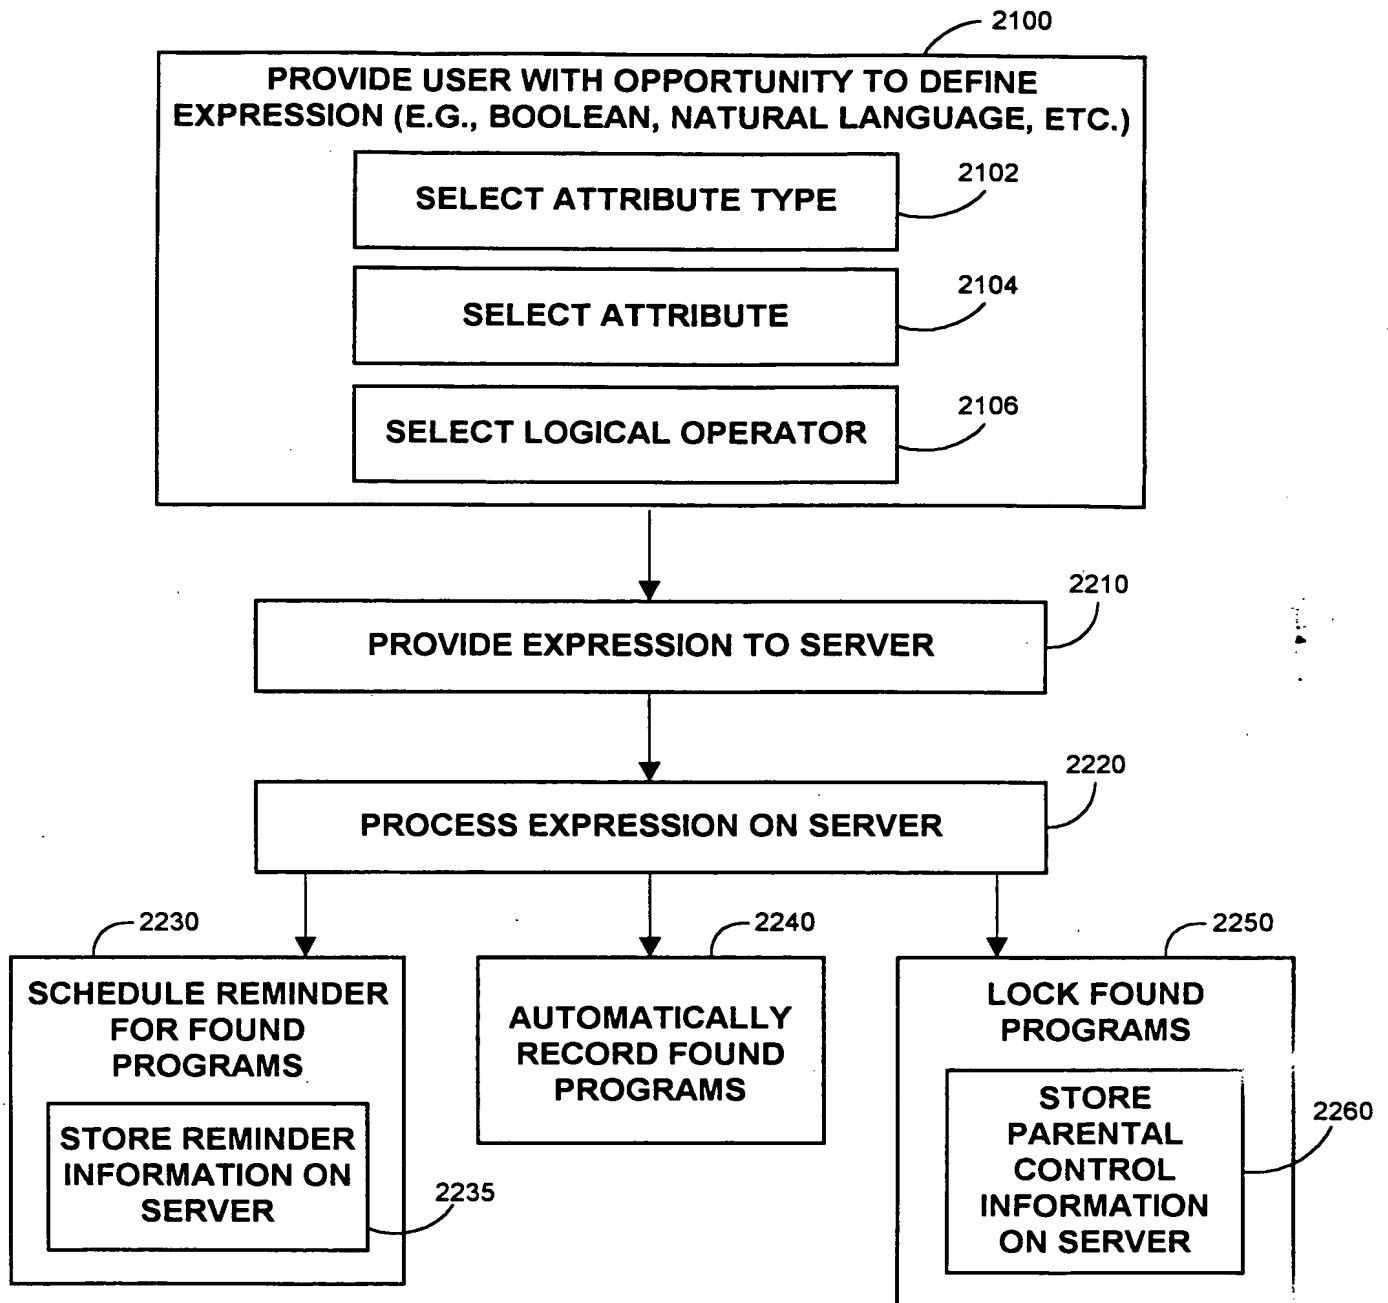 2100
PROVIDE USER WITH OPPORTUNITY TO DEFINE
EXPRESSION (E.G., BOOLEAN, NATURAL LANGUAGE, ETC.)
2102
SELECT ATTRIBUTE TYPE
2104
SELECT ATTRIBUTE
2106
SELECT LOGICAL OPERATOR
2210
PROVIDE EXPRESSION TO SERVER
2220
PROCESS EXPRESSION ON SERVER
2230
SCHEDULE REMINDER
FOR FOUND
PROGRAMS
STORE REMINDER
INFORMATION ON
SERVER
2235
2240
AUTOMATICALLY
RECORD FOUND
PROGRAMS
2250
LOCK FOUND
PROGRAMS
STORE
PARENTAL
CONTROL
INFORMATION
ON SERVER
2260